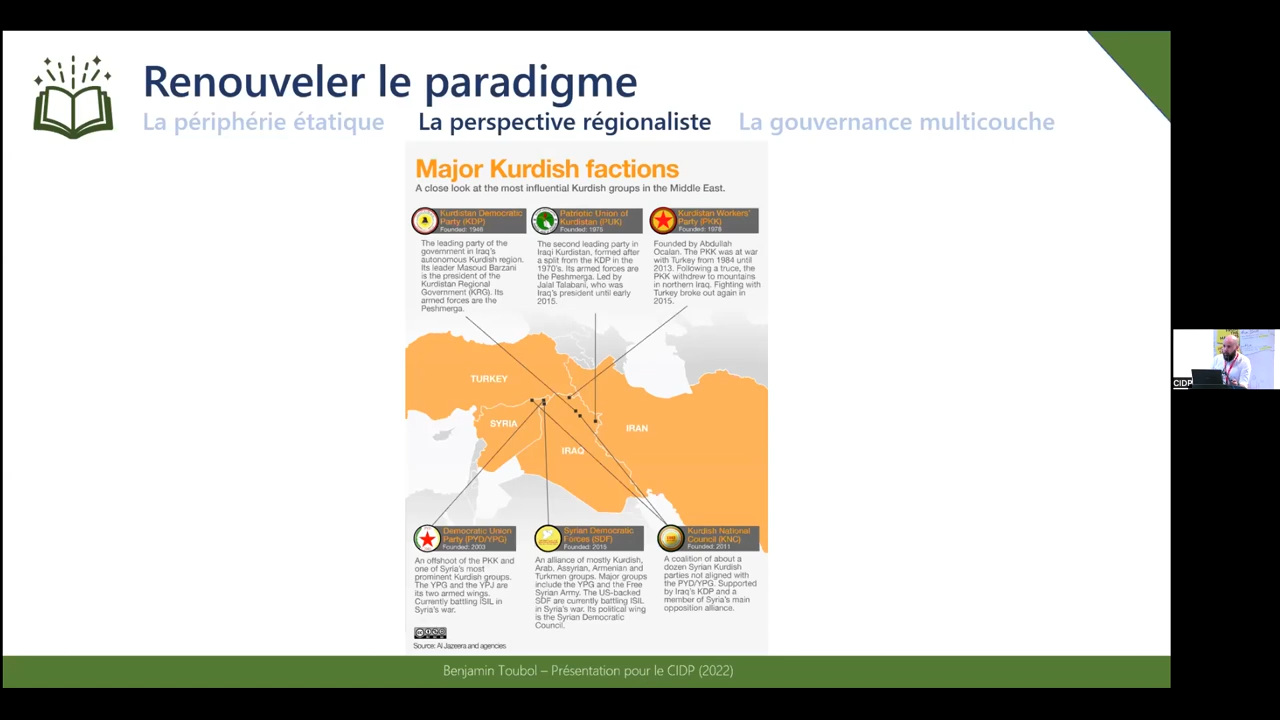 Renouveler le paradigme
La périphérie étatique La perspective régionaliste La gouvernance multicouche
Major Kurdish factions
A close look at the most influential Kurdish groups in the Middle East.
Kurdistan Democratic
Party (KDP)
Founded: 1946
The leading party of the
government in Iraq's
autonomous Kurdish region.
Its leader Masoud Barzani
is the president of the
Kurdistan Regional
Government (KRG). Its
armed forces are the
Peshmerga.
Patriotic Union of
Kurdistan (PUK)
Founded: 1975
The second leading party in
Iraqi Kurdistan, formed after
a split from the KDP in the
1970's. Its armed forces are
the Peshmerga. Led by
Jalal Talabani, who was
Iraq's president until early
2015.
Kurdistan Workers'
Party (PKK)
Founded: 1978
Founded by Abdullah
Ocalan. The PKK was at war
with Turkey from 1984 until
2013. Following a truce, the
PKK withdrew to mountains
in northern Iraq. Fighting with
Turkey broke out again in
2015.
TURKEY
SYRIA
IRAQ
IRAN
Democratic Union
Party (PYD/YPG)
Founded: 2003
An offshoot of the PKK and
one of Syria's most
prominent Kurdish groups.
The YPG and the YPJ are
its two armed wings.
Currently battling ISIL in
Syria's war.
Syrian Democratic
Forces (SDF)
Founded: 2015
An alliance of mostly Kurdish,
Arab, Assyrian, Armenian and
Turkmen groups. Major groups
include the YPG and the Free
Syrian Army. The US-backed
SDF are currently battling ISIL
in Syria's war. Its political wing
is the Syrian Democratic
Council.
Kurdish National
Council (KNC)
Founded: 2011
A coalition of about a
dozen Syrian Kurdish
parties not aligned with
the PYD/YPG. Supported
by Iraq's KDP and a
member of Syria's main
opposition alliance.
Source: Al Jazeera and agencies
Benjamin Toubol – Présentation pour le CIDP (2022)
CIDP